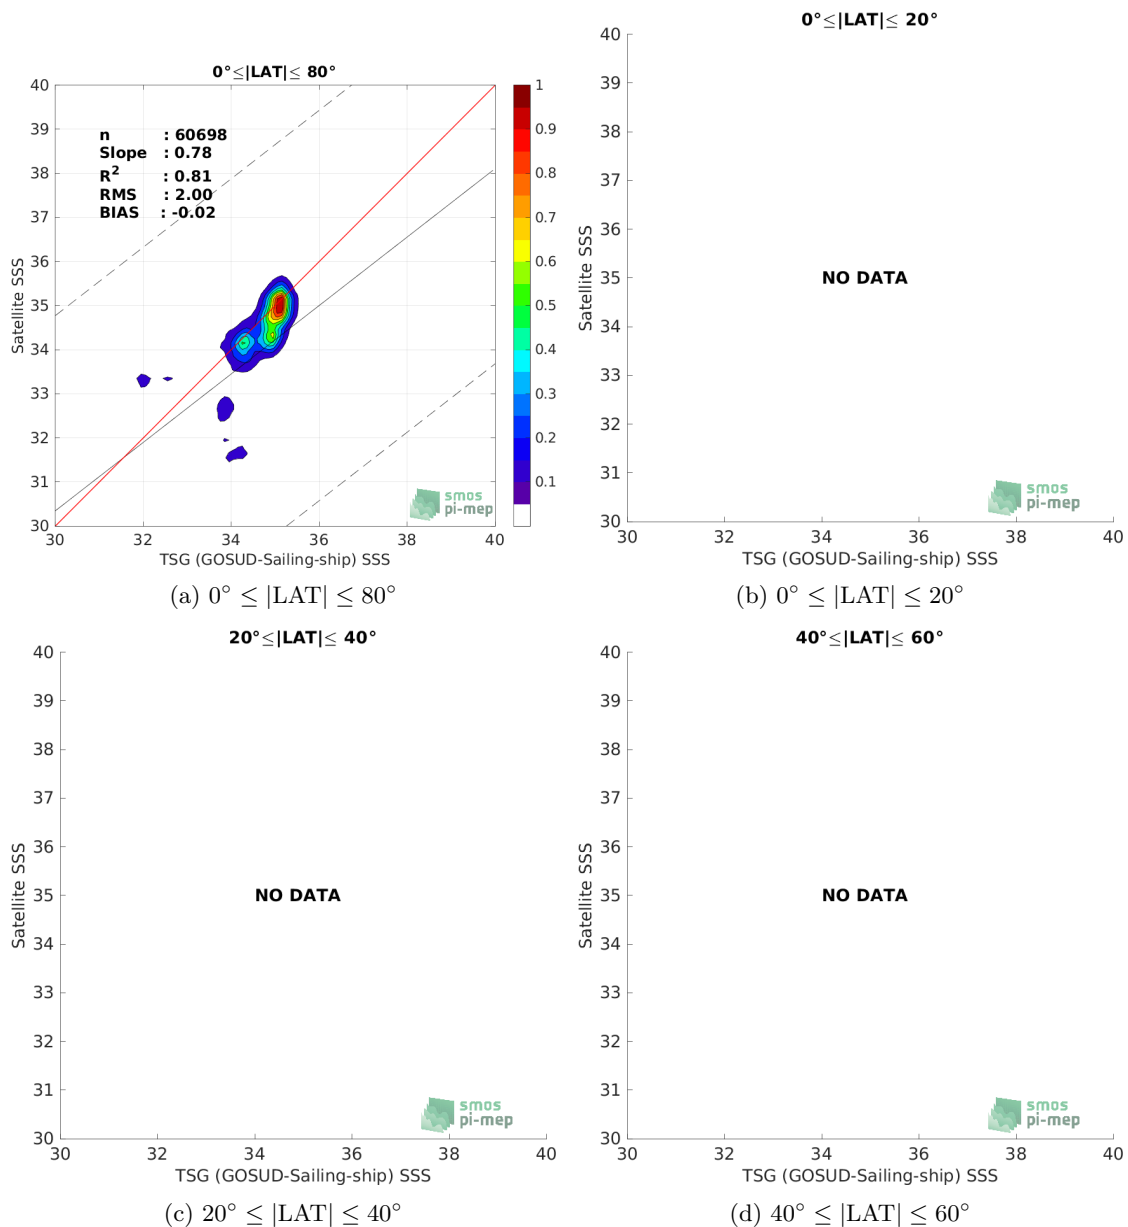 0°≤|LAT|≤ 80°
40
39
38
37
36
35
34
33
32
31
30
Satellite SSS
n : 60698
Slope : 0.78
R² : 0.81
RMS : 2.00
BIAS : -0.02
1
0.9
0.8
0.7
0.6
0.5
0.4
0.3
0.2
0.1
smos
pi-mep
30 32 34 36 38 40
TSG (GOSUD-Sailing-ship) SSS
(a) 0° ≤ |LAT| ≤ 80°
0°≤|LAT|≤ 20°
40
39
38
37
36
35
34
33
32
31
30
Satellite SSS
NO DATA
smos
pi-mep
30 32 34 36 38 40
TSG (GOSUD-Sailing-ship) SSS
(b) 0° ≤ |LAT| ≤ 20°
20°≤|LAT|≤ 40°
40
39
38
37
36
35
34
33
32
31
30
Satellite SSS
NO DATA
smos
pi-mep
30 32 34 36 38 40
TSG (GOSUD-Sailing-ship) SSS
(c) 20° ≤ |LAT| ≤ 40°
40°≤|LAT|≤ 60°
40
39
38
37
36
35
34
33
32
31
30
Satellite SSS
NO DATA
smos
pi-mep
30 32 34 36 38 40
TSG (GOSUD-Sailing-ship) SSS
(d) 40° ≤ |LAT| ≤ 60°